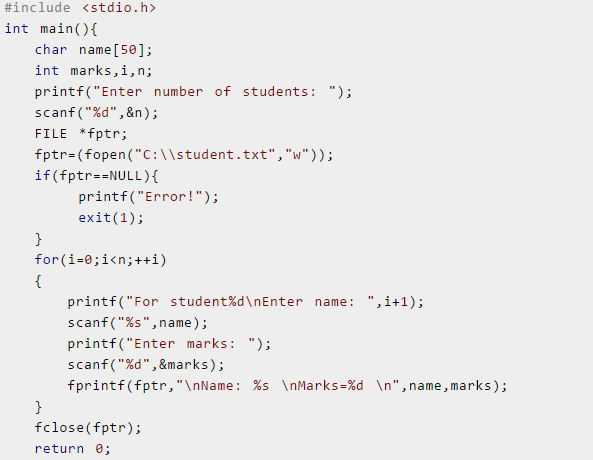 #include <stdio.h>
int main(){
char name[50];
int marks,i,n;
printf("Enter number of students: ");
scanf("%d",&n);
FILE *fptr;
fptr=(fopen("C:\\student.txt","w"));
if(fptr==NULL){
printf("Error!");
exit(1);
}
for(i=0;i<n;++i)
{
printf("For student%d\nEnter name: ",i+1);
scanf("%s",name);
printf("Enter marks: ");
scanf("%d",&marks);
fprintf(fptr,"\nName: %s \nMarks=%d \n",name,marks);
}
fclose(fptr);
return 0;